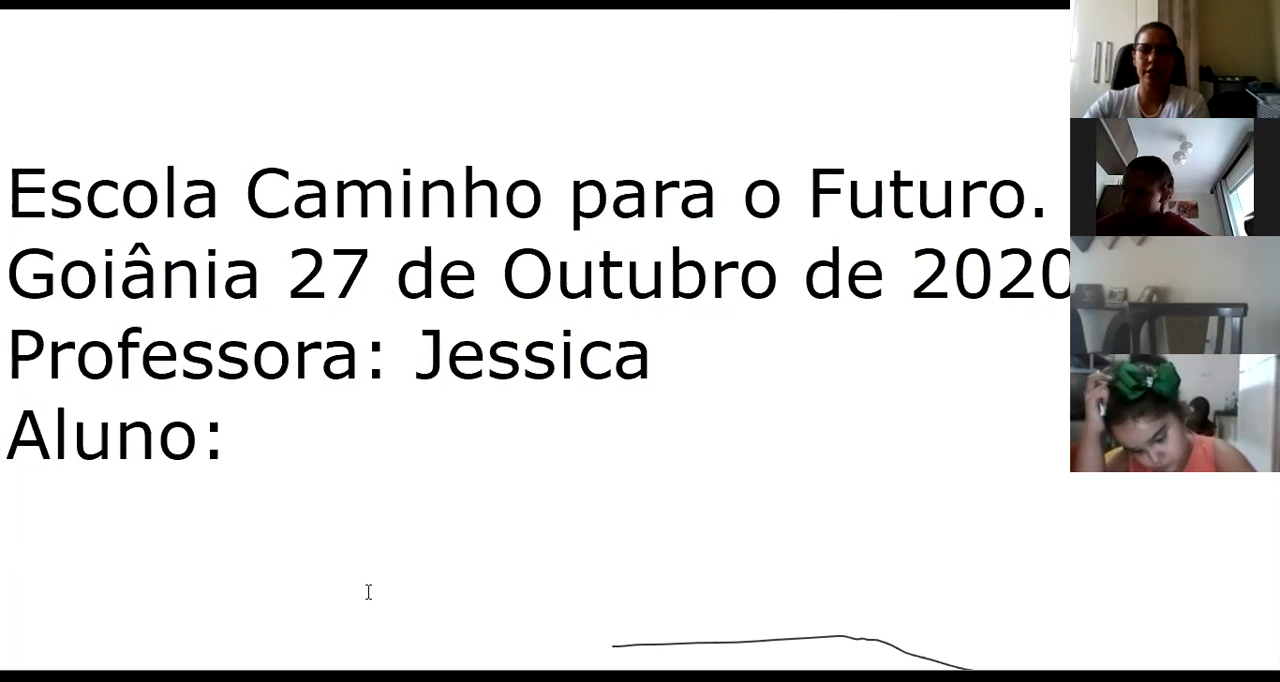 Escola Caminho para o Futuro.
Goiânia 27 de Outubro de 2020
Professora: Jessica
Aluno: